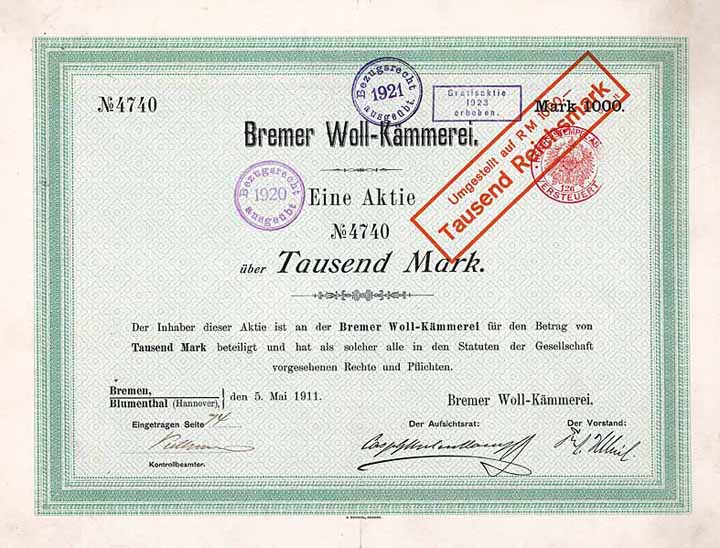 №4740
Bezugsrecht
1921
ausgeübt
Gratisaktie
1923
erhoben.
Mark 1000.
Umgestellt auf RM 1000.—
Tausend Reichsmark
Bremer Woll-Kämmerei.
Bezugsrecht
1920
ausgeübt
VERSTEUERT
126
Eine Aktie
№4740
über Tausend Mark.
Der Inhaber dieser Aktie ist an der Bremer Woll-Kämmerei für den Betrag von
Tausend Mark beteiligt und hat als solcher alle in den Statuten der Gesellschaft
vorgesehenen Rechte und Pflichten.
Bremen,
Blumenthal (Hannover), } den 5. Mai 1911.
Bremer Woll-Kämmerei.
Eingetragen Seite 74
Der Aufsichtsrat:
Der Vorstand:
Kontrollbeamter.